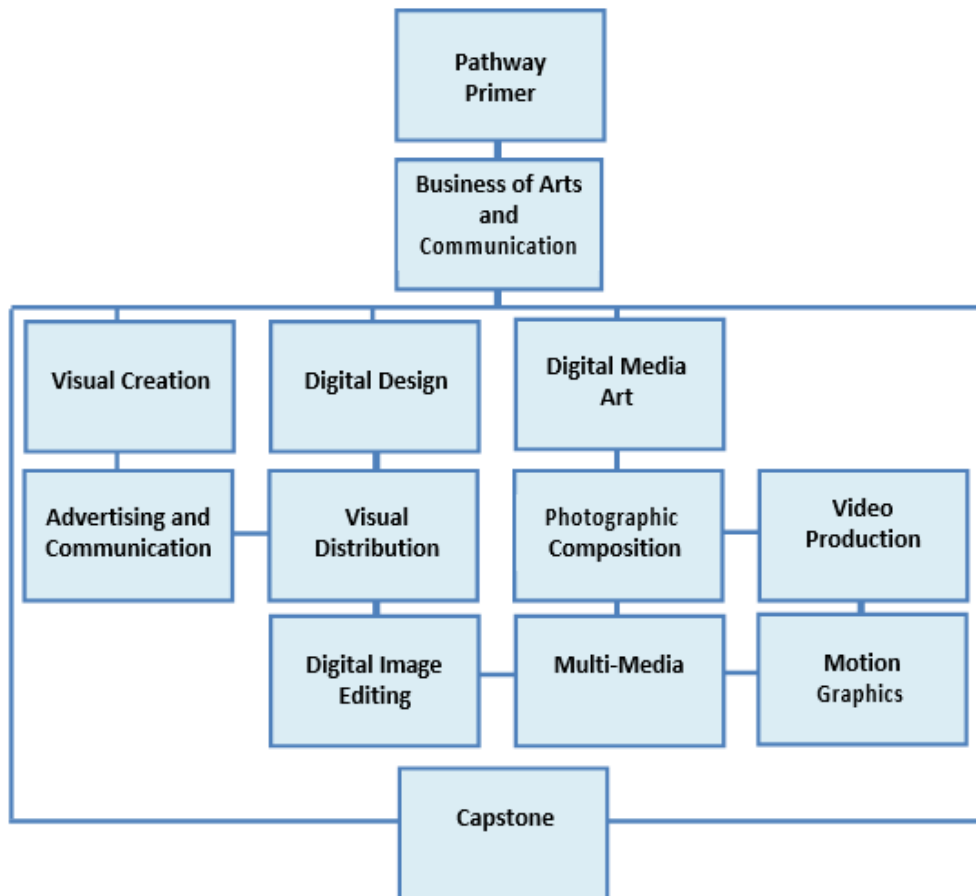 Pathway
Primer
Business of Arts
and
Communication
Visual Creation
Digital Design
Digital Media
Art
Advertising and
Communication
Visual
Distribution
Photographic
Composition
Video
Production
Digital Image
Editing
Multi-Media
Motion
Graphics
Capstone